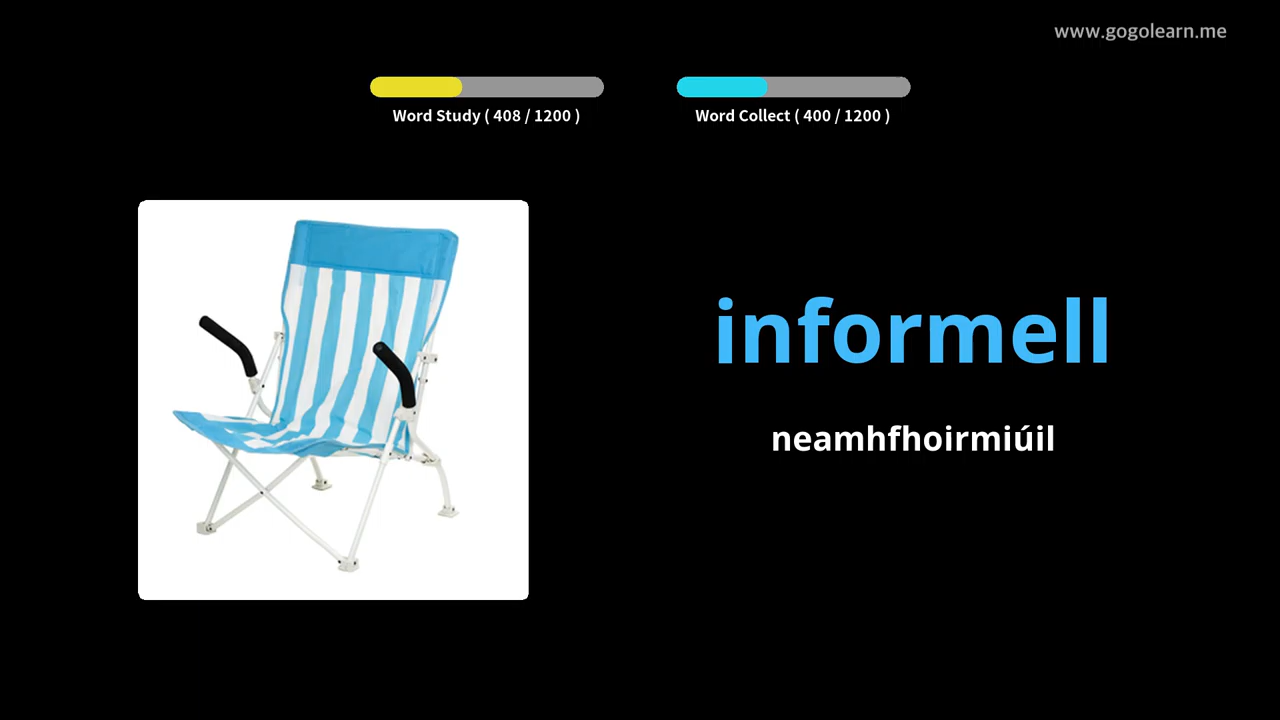 www.gogolearn.me
Word Study ( 408 / 1200 )
Word Collect ( 400 / 1200 )
informell
neamhfhoirmiúil